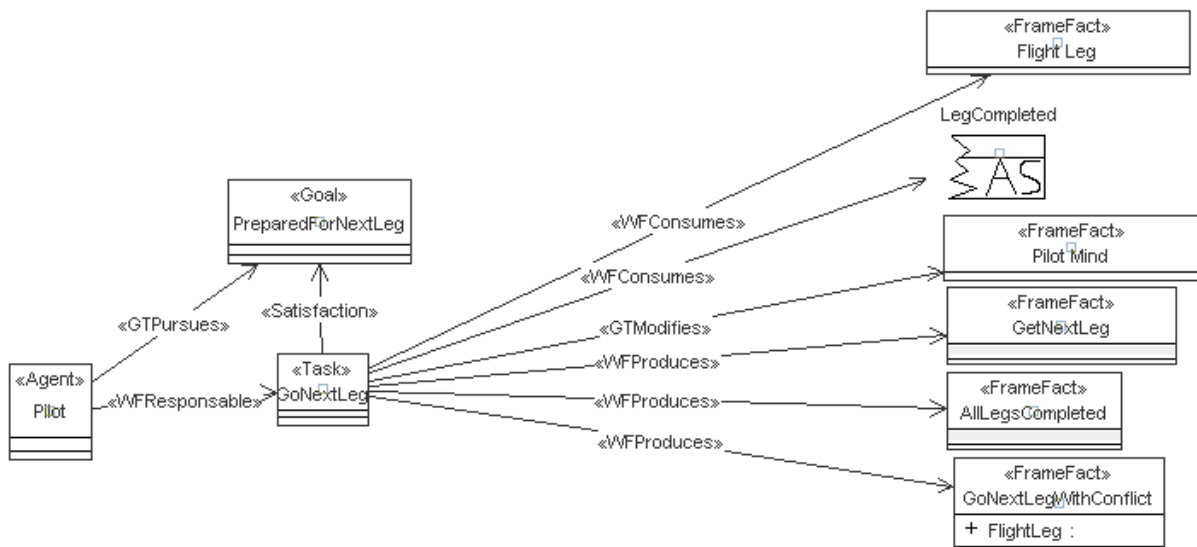 «FrameFact»
Flight Leg
LegCompleted
AS
«Goal»
PreparedForNextLeg
«WFConsumes»
«FrameFact»
Pilot Mind
«WFConsumes»
«Satisfaction»
«GTPursues»
«GTModifies»
«FrameFact»
GetNextLeg
«WFProduces»
«Agent»
Pilot
«WFResponsable»
«Task»
GoNextLeg
«WFProduces»
«FrameFact»
AllLegsCompleted
«WFProduces»
«FrameFact»
GoNextLegWithConflict
+ FlightLeg :